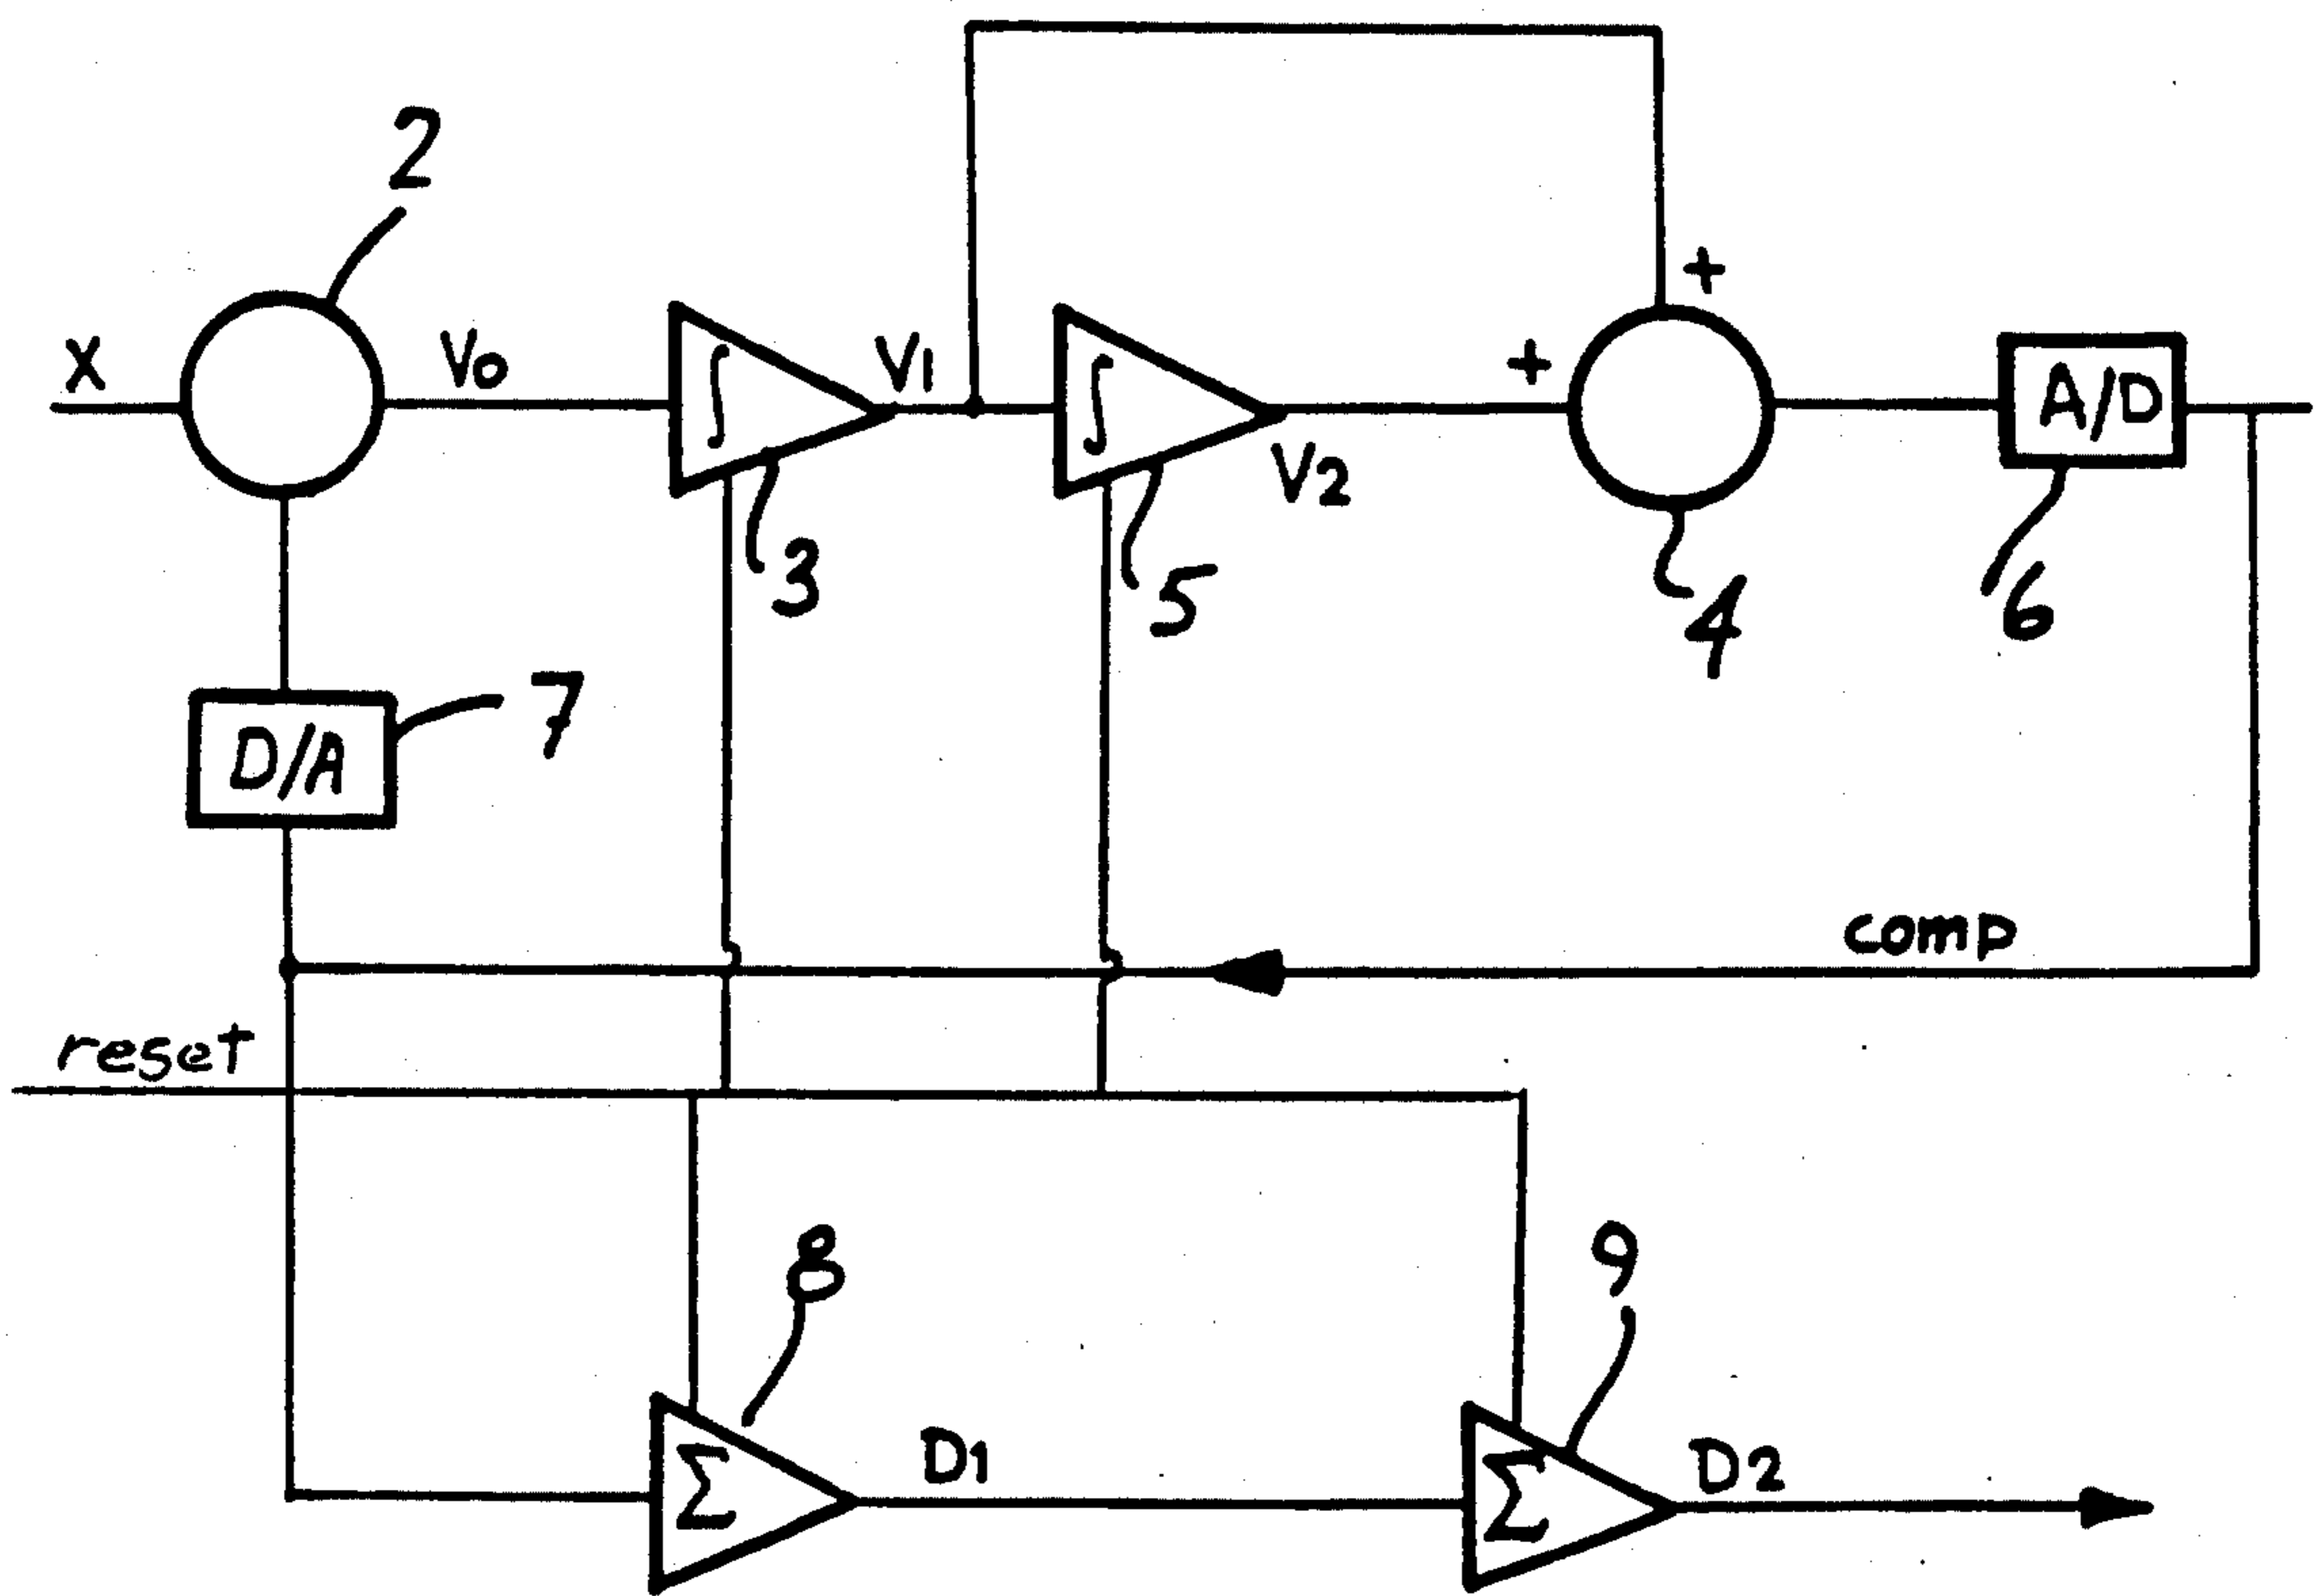 2
+
X
V0
∫
V1
∫
+
A/D
V2
3
5
4
6
7
D/A
comp
reset
8
9
Σ
D1
Σ
D2